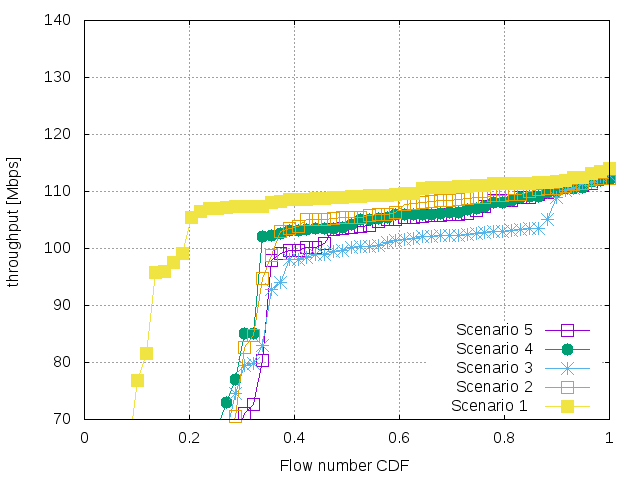 140
130
120
110
100
90
80
70
throughput [Mbps]
0
0.2
0.4
0.6
0.8
1
Flow number CDF
Scenario 5
Scenario 4
Scenario 3
Scenario 2
Scenario 1